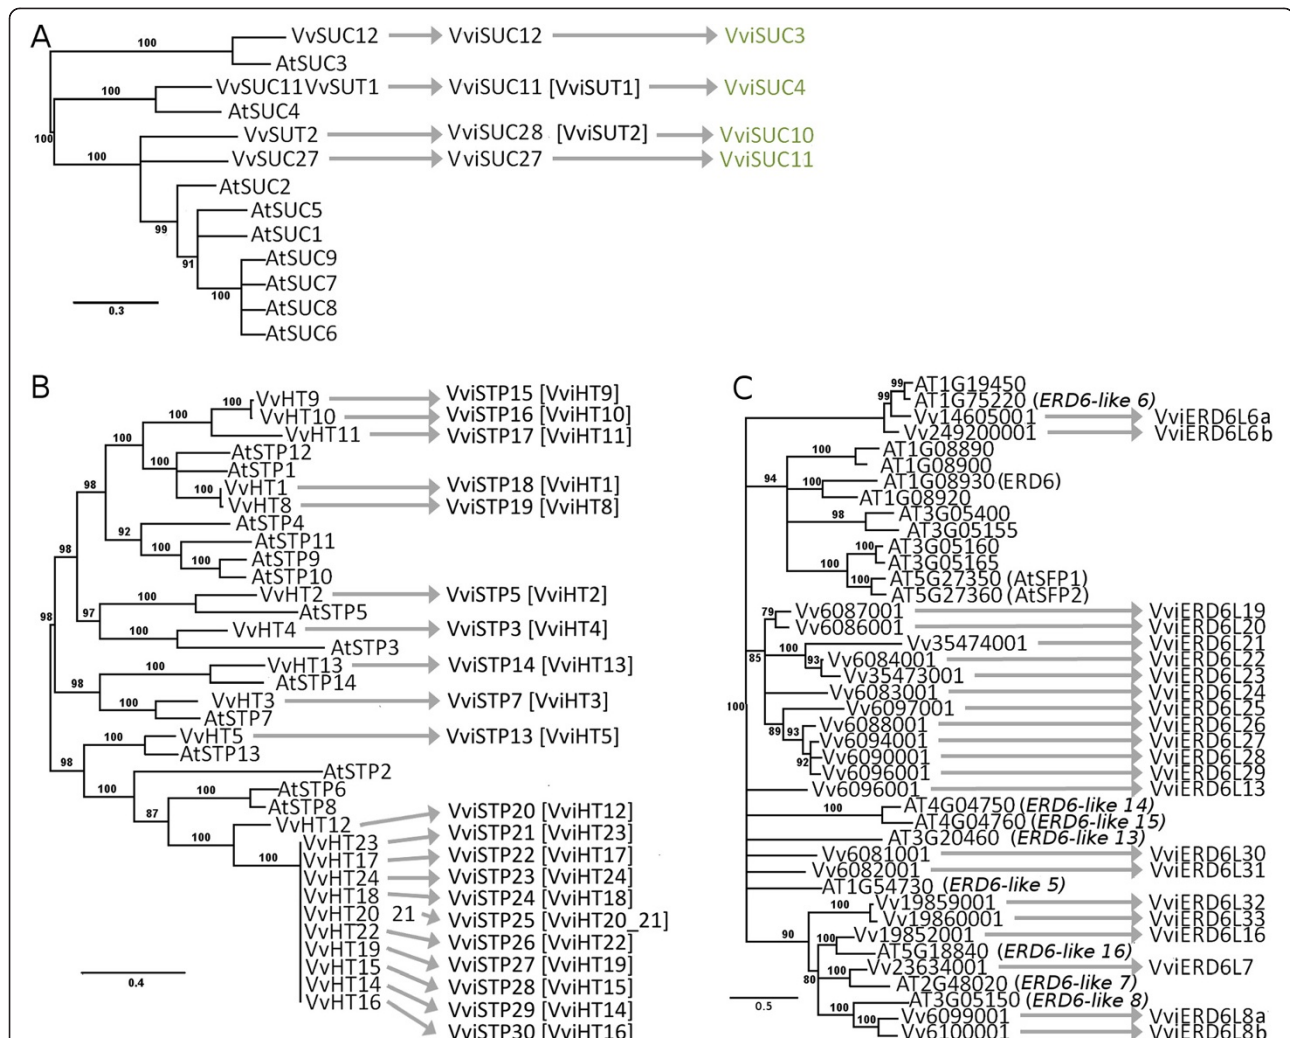 A
100
VvSUC12 VviSUC12 VviSUC3
AtSUC3
100
VvSUC11VvSUT1 VviSUC11 [VviSUT1] VviSUC4
AtSUC4
100
VvSUT2 VviSUC28 [VviSUT2] VviSUC10
100
VvSUC27 VviSUC27 VviSUC11
AtSUC2
99
AtSUC5
AtSUC1
91
AtSUC9
AtSUC7
100
AtSUC8
AtSUC6
0.3
B
VvHT9 VviSTP15 [VviHT9]
100
VvHT10 VviSTP16 [VviHT10]
100
VvHT11 VviSTP17 [VviHT11]
100
AtSTP12
100
AtSTP1
VvHT1 VviSTP18 [VviHT1]
100
VvHT8 VviSTP19 [VviHT8]
98
AtSTP4
92
AtSTP11
100
AtSTP9
100
AtSTP10
98
VvHT2 VviSTP5 [VviHT2]
100
AtSTP5
97
VvHT4 VviSTP3 [VviHT4]
100
AtSTP3
98
VvHT13 VviSTP14 [VviHT13]
100
AtSTP14
VvHT3 VviSTP7 [VviHT3]
100
AtSTP7
VvHT5 VviSTP13 [VviHT5]
100
AtSTP13
98
AtSTP2
100
AtSTP6
100
AtSTP8
87
VvHT12 VviSTP20 [VviHT12]
100
VvHT23 VviSTP21 [VviHT23]
100
VvHT17 VviSTP22 [VviHT17]
VvHT24 VviSTP23 [VviHT24]
VvHT18 VviSTP24 [VviHT18]
VvHT20 21 VviSTP25 [VviHT20_21]
VvHT22 VviSTP26 [VviHT22]
VvHT19 VviSTP27 [VviHT19]
VvHT15 VviSTP28 [VviHT15]
VvHT14 VviSTP29 [VviHT14]
VvHT16 VviSTP30 [VviHT16]
0.4
C
99
AT1G19450
99
AT1G75220 (ERD6-like 6)
Vv14605001 VviERD6L6a
Vv249200001 VviERD6L6b
AT1G08890
100
AT1G08900
94
AT1G08930(ERD6)
100
AT1G08920
AT3G05400
98
AT3G05155
AT3G05160
100
AT3G05165
AT5G27350 (AtSFP1)
100
AT5G27360 (AtSFP2)
79
Vv6087001 VviERD6L19
Vv6086001 VviERD6L20
Vv35474001 VviERD6L21
100
85
93
Vv6084001 VviERD6L22
Vv35473001 VviERD6L23
Vv6083001 VviERD6L24
100
Vv6097001 VviERD6L25
89
93
Vv6088001 VviERD6L26
Vv6094001 VviERD6L27
92
Vv6090001 VviERD6L28
Vv6096001 VviERD6L29
Vv6096001 VviERD6L13
100
AT4G04750 (ERD6-like 14)
AT4G04760 (ERD6-like 15)
AT3G20460 (ERD6-like 13)
Vv6081001 VviERD6L30
Vv6082001 VviERD6L31
AT1G54730 (ERD6-like 5)
100
Vv19859001 VviERD6L32
Vv19860001 VviERD6L33
90
100
Vv19852001 VviERD6L16
AT5G18840 (ERD6-like 16)
Vv23634001 VviERD6L7
80
100
AT2G48020 (ERD6-like 7)
AT3G05150 (ERD6-like 8)
100
Vv6099001 VviERD6L8a
100
Vv6100001 VviERD6L8b
0.5